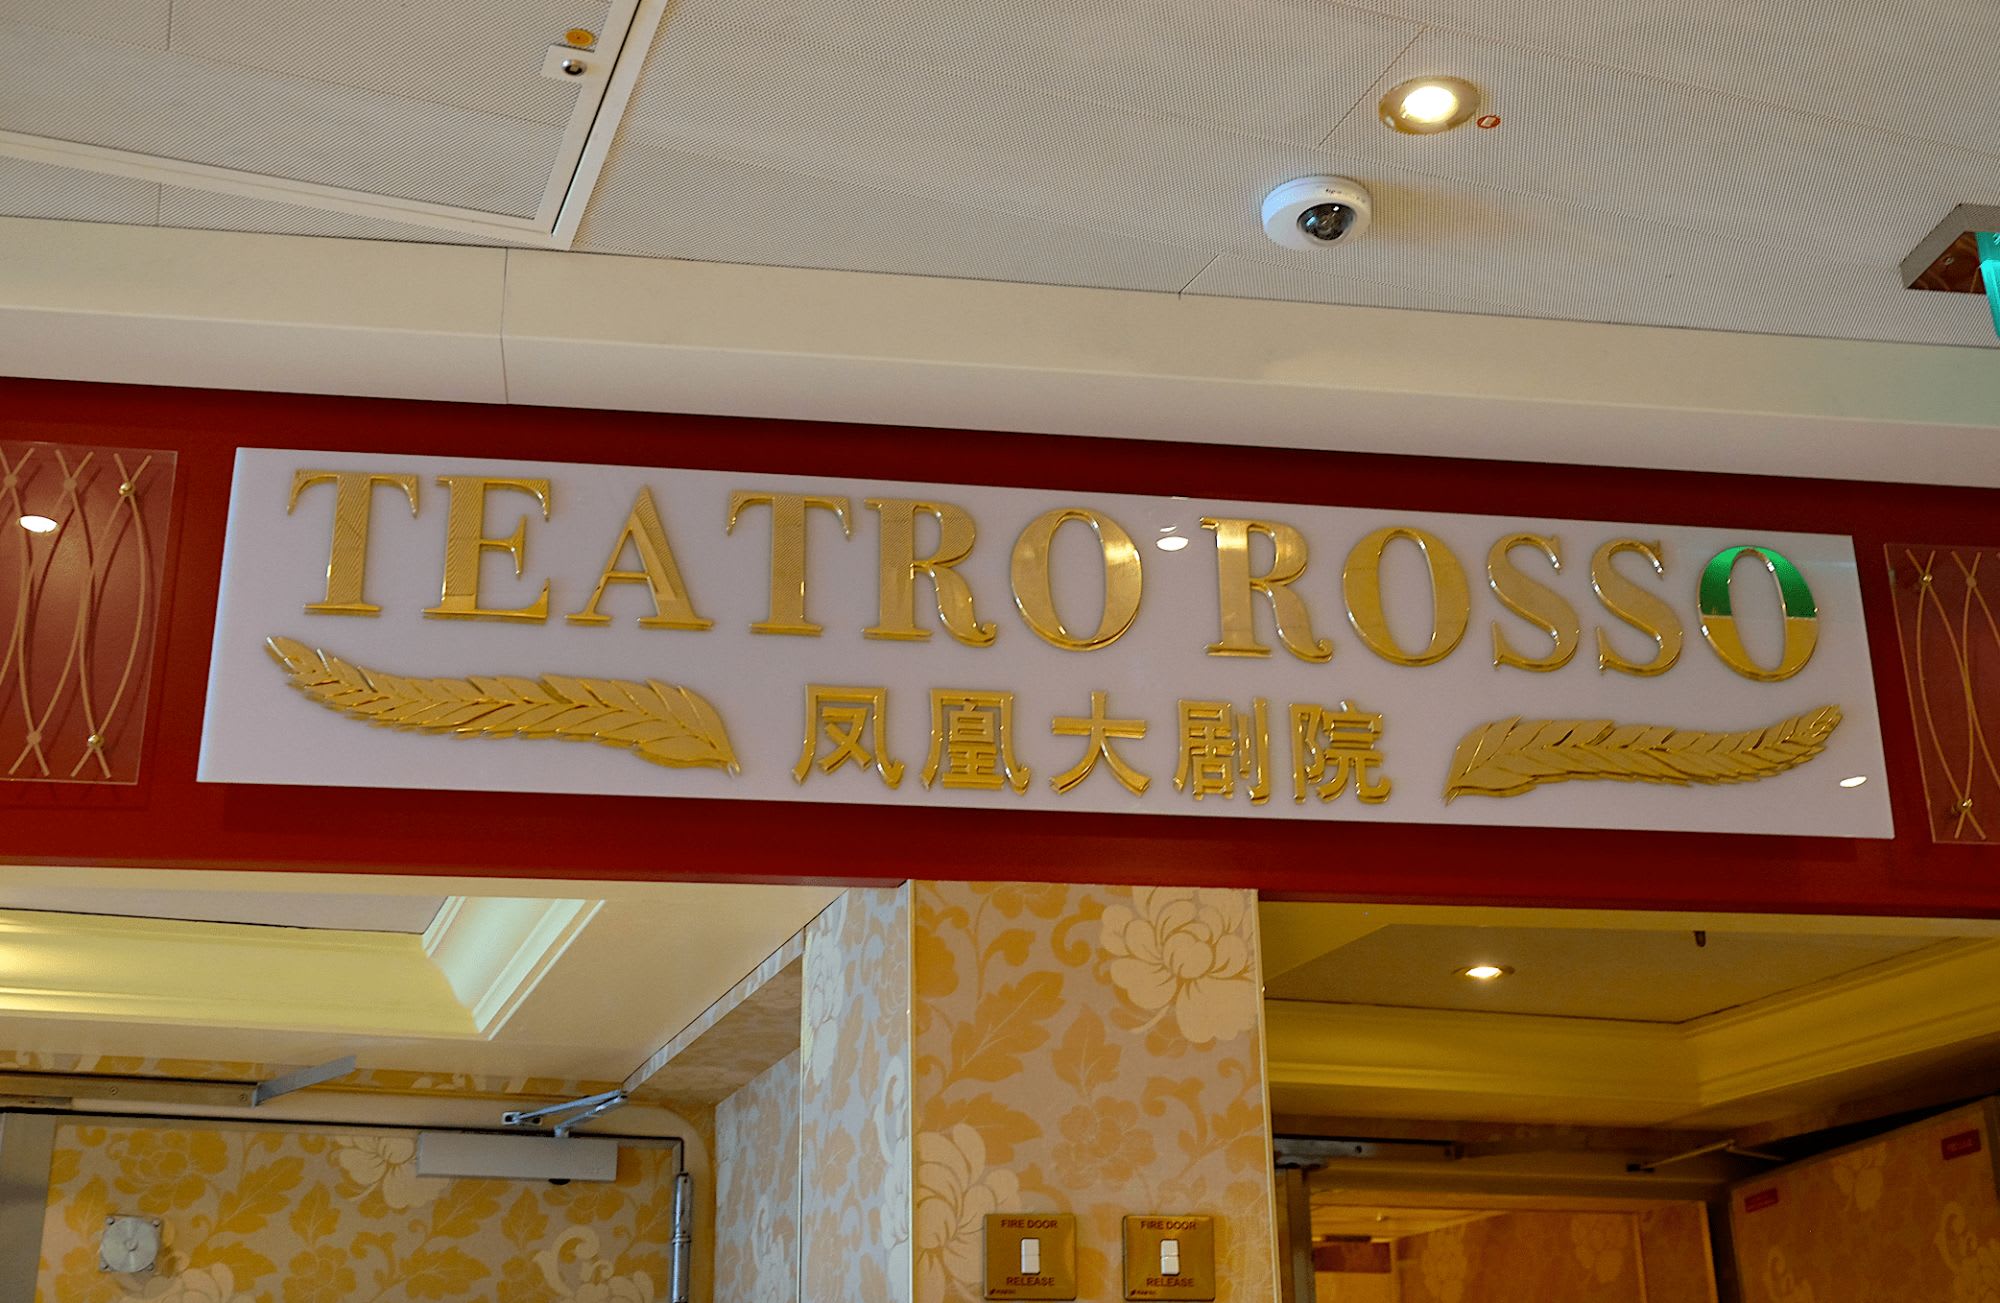 TEATRO ROSSO
凤凰大剧院
FIRE DOOR
RELEASE
FIRE DOOR
RELEASE